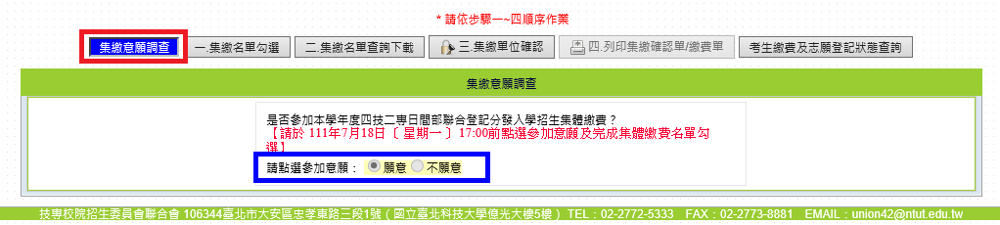 * 請依步驟一~四順序作業
集繳意願調查 一.集繳名單勾選 二.集繳名單查詢下載 三.集繳單位確認 四.列印集繳確認單/繳費單 考生繳費及志願登記狀態查詢
集繳意願調查
是否參加本學年度四技二專日間部聯合登記分發入學招生集體繳費？
【請於 111年7月18日〔 星期一 〕17:00前點選參加意願及完成集體繳費名單勾
選】
請點選參加意願： 願意 不願意
技專校院招生委員會聯合會 106344臺北市大安區忠孝東路三段1號（國立臺北科技大學億光大樓5樓） TEL：02-2772-5333 FAX：02-2773-8881 EMAIL：union42@ntut.edu.tw